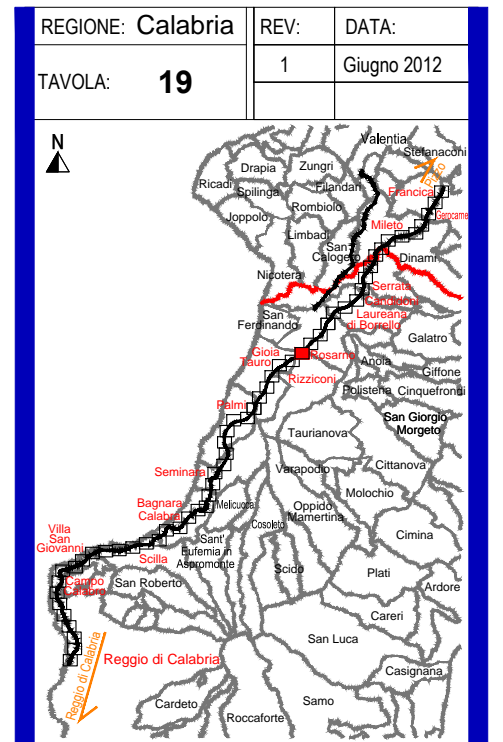 REGIONE: Calabria
REV:
DATA:
TAVOLA: 19
1
Giugno 2012
N
Valentia
Stefanaconi
Drapia
Zungri
Pizzo
Ricadi
Spilinga
Filandari
Francica
Rombiolo
Joppolo
Gerocarne
Mileto
Limbadi
San
Calogero
Dinami
Nicotera
Serrata
Candidoni
San
Ferdinando
Laureana
di Borrello
Galatro
Gioia
Tauro
Rosarno
Anoia
Giffone
Rizziconi
Polistena
Cinquefrondi
Palmi
San Giorgio
Morgeto
Taurianova
Seminara
Varapodio
Cittanova
Molochio
Bagnara
Calabra
Melicucca
Oppido
Mamertina
Cosoleto
Villa
San
Giovanni
Sant'
Eufemia in
Aspromonte
Cimina
Scilla
Scido
Plati
Campo
Calabro
San Roberto
Ardore
Careri
San Luca
Reggio di Calabria
Reggio di Calabria
Casignana
Cardeto
Samo
Roccaforte